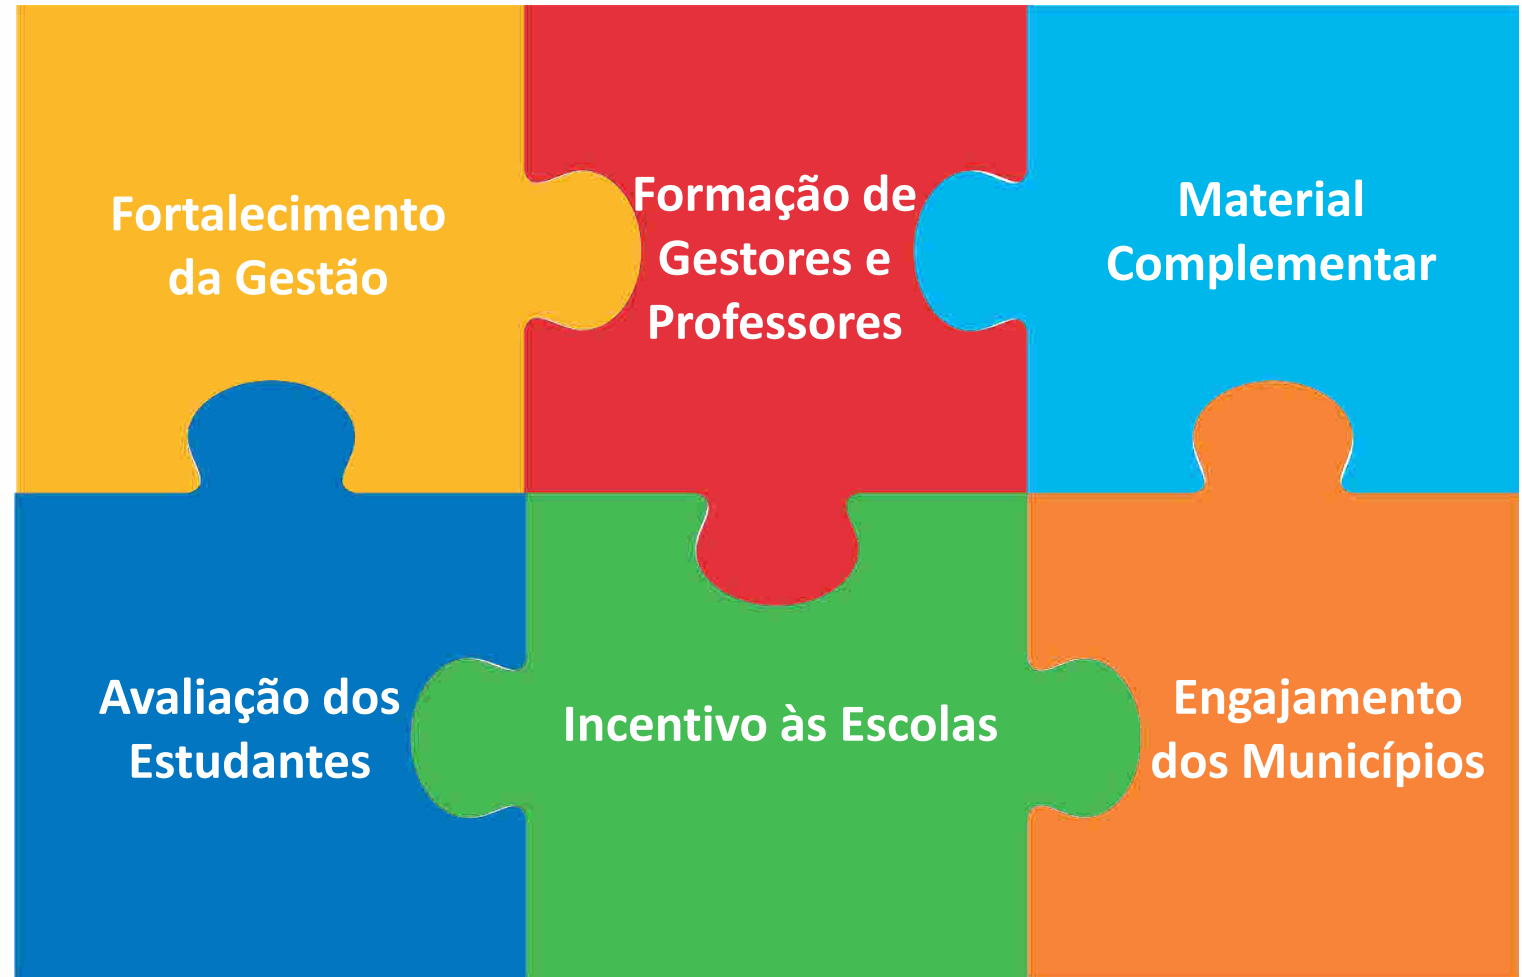 Fortalecimento
da Gestão
Formação de
Gestores e
Professores
Material
Complementar
Avaliação dos
Estudantes
Incentivo às Escolas
Engajamento
dos Municípios